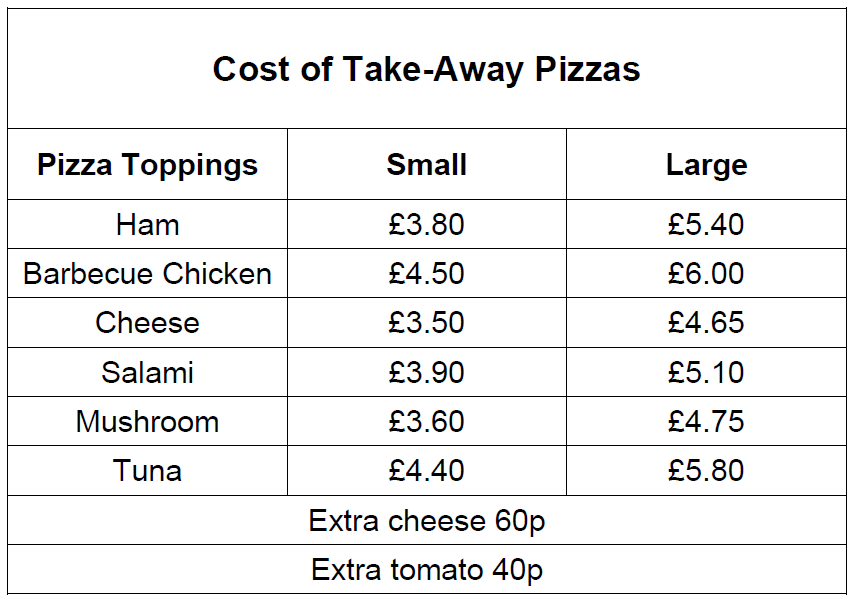 Cost of Take-Away Pizzas
Pizza Toppings Small Large
Ham £3.80 £5.40
Barbecue Chicken £4.50 £6.00
Cheese £3.50 £4.65
Salami £3.90 £5.10
Mushroom £3.60 £4.75
Tuna £4.40 £5.80
Extra cheese 60p
Extra tomato 40p